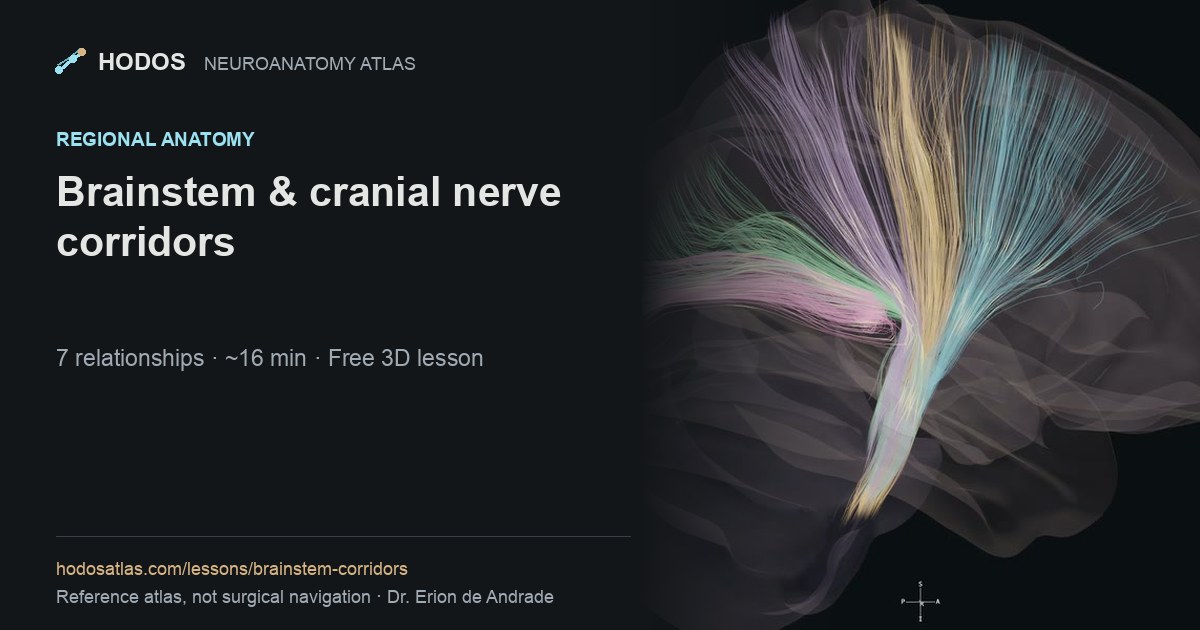 HODOS NEUROANATOMY ATLAS
REGIONAL ANATOMY
Brainstem & cranial nerve
corridors
7 relationships · ~16 min · Free 3D lesson
hodosatlas.com/lessons/brainstem-corridors
Reference atlas, not surgical navigation · Dr. Erion de Andrade
S
P A